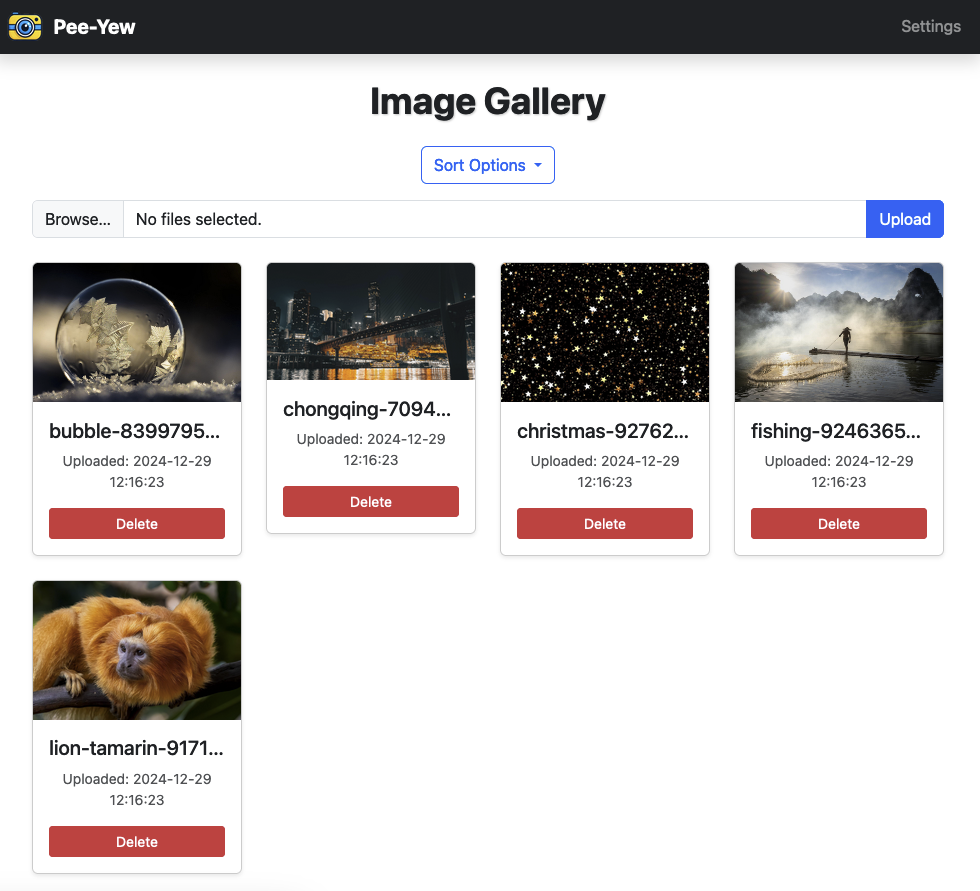 Pee-Yew
Settings
Image Gallery
Sort Options
Browse...
No files selected.
Upload
bubble-8399795...
Uploaded: 2024-12-29
12:16:23
Delete
chongqing-7094...
Uploaded: 2024-12-29
12:16:23
Delete
christmas-92762...
Uploaded: 2024-12-29
12:16:23
Delete
fishing-9246365...
Uploaded: 2024-12-29
12:16:23
Delete
lion-tamarin-9171...
Uploaded: 2024-12-29
12:16:23
Delete